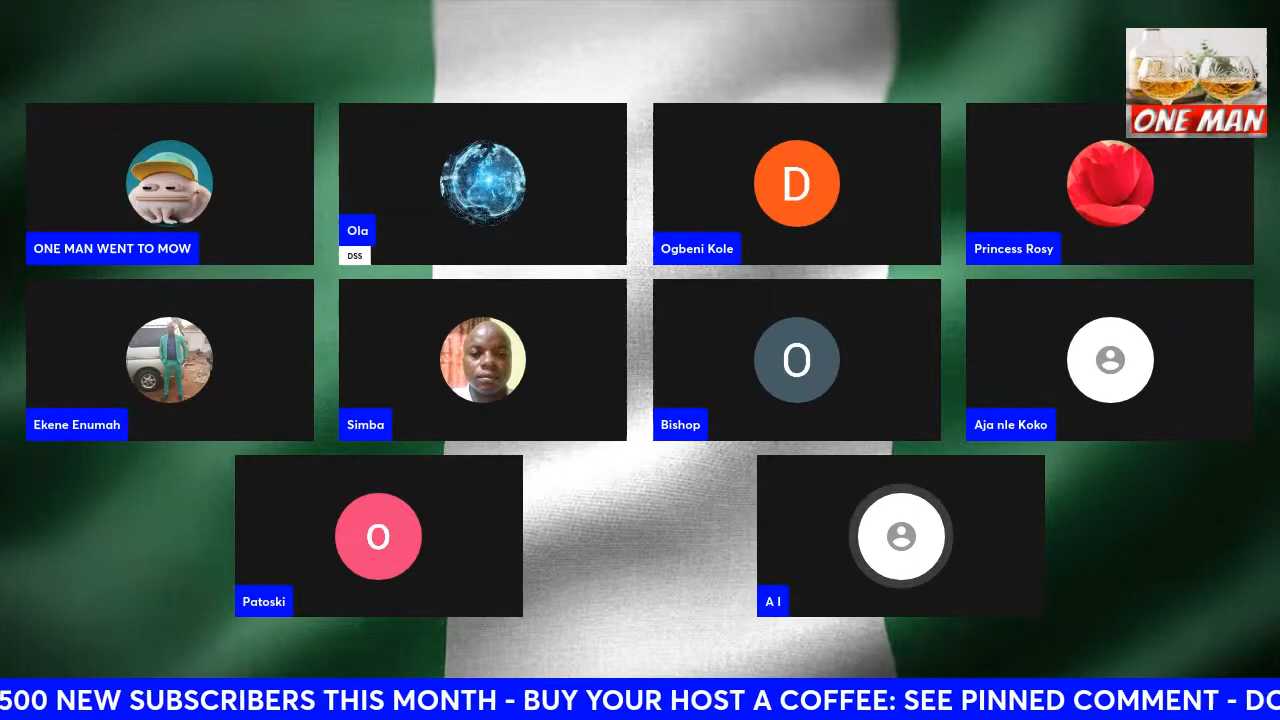 ONE MAN
ONE MAN WENT TO MOW
Ola
DSS
D
Ogbeni Kole
Princess Rosy
Ekene Enumah
Simba
O
Bishop
Aja nle Koko
O
Patoski
A I
500 NEW SUBSCRIBERS THIS MONTH - BUY YOUR HOST A COFFEE: SEE PINNED COMMENT - DO